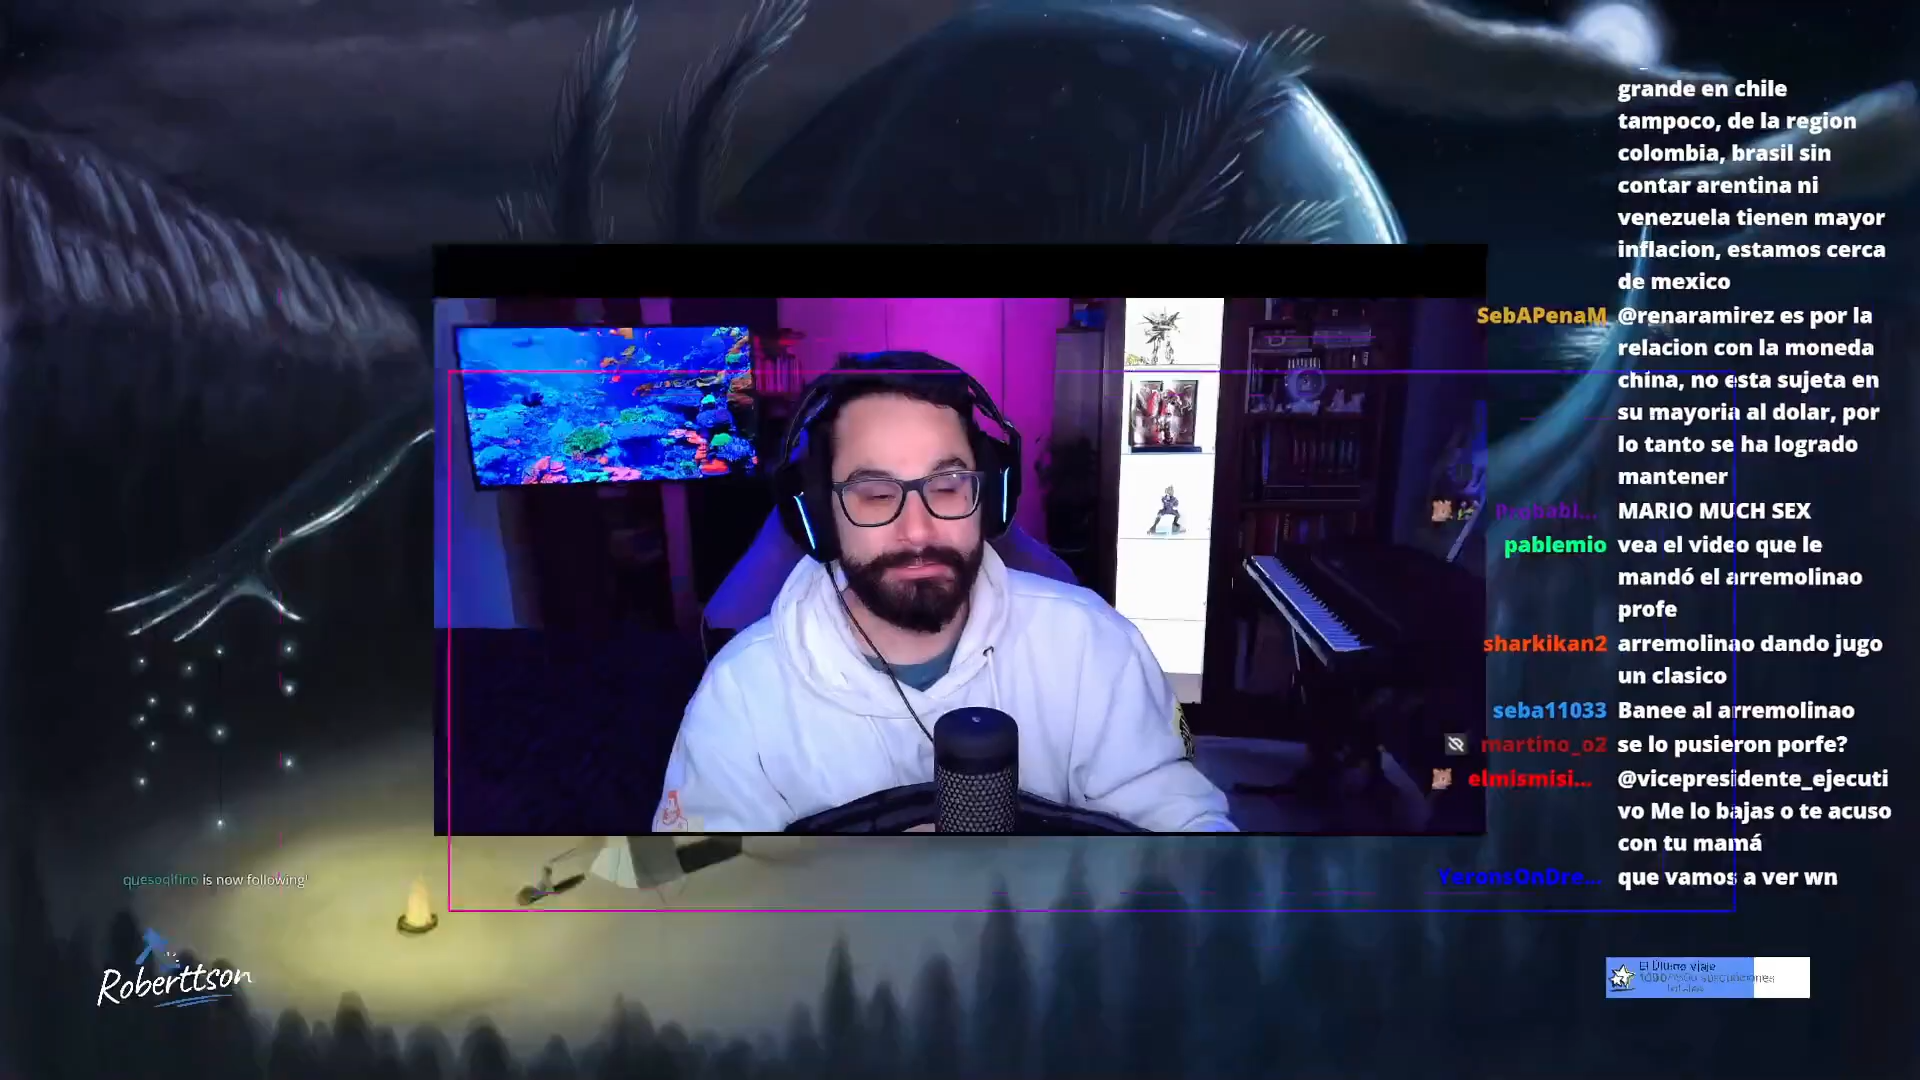 grande en chile
tampoco, de la region
colombia, brasil sin
contar arentina ni
venezuela tienen mayor
inflacion, estamos cerca
de mexico
SebAPenaM @renaramirez es por la
relacion con la moneda
china, no esta sujeta en
su mayoria al dolar, por
lo tanto se ha logrado
mantener
Probabl... MARIO MUCH SEX
pablemio vea el video que le
mandó el arremolinao
profe
sharkikan2 arremolinao dando jugo
un clasico
seba11033 Banee al arremolinao
martino_o2 se lo pusieron porfe?
elmismisi... @vicepresidente_ejecuti
vo Me lo bajas o te acuso
con tu mamá
YeronsOnDre... que vamos a ver wn
quesoqlfino is now following!
Roberttson
El Último viaje